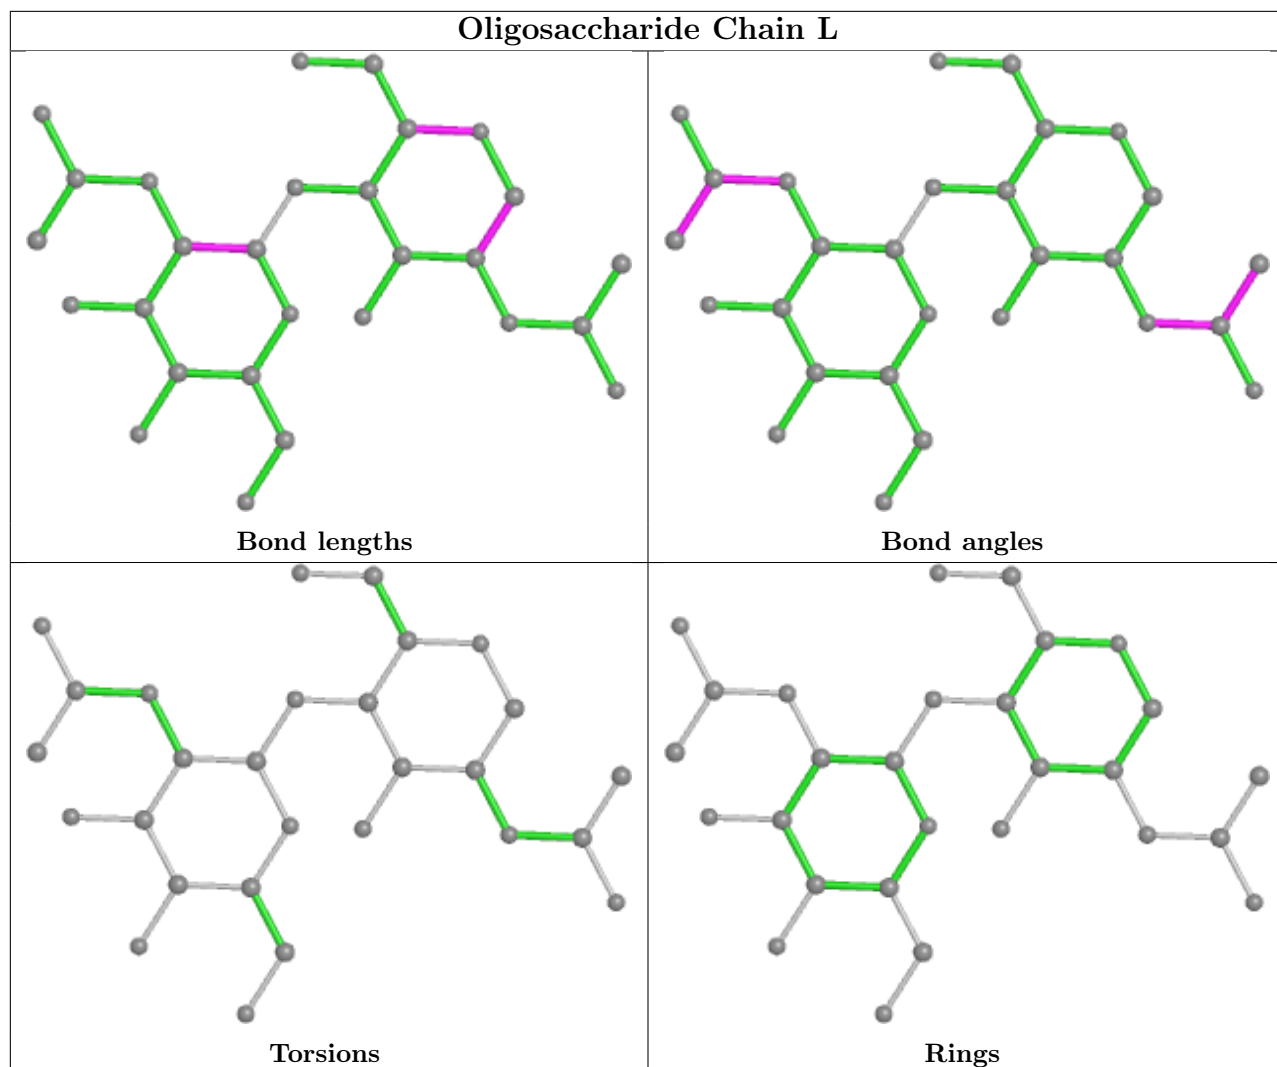 Oligosaccharide Chain L
Bond lengths
Bond angles
Torsions
Rings